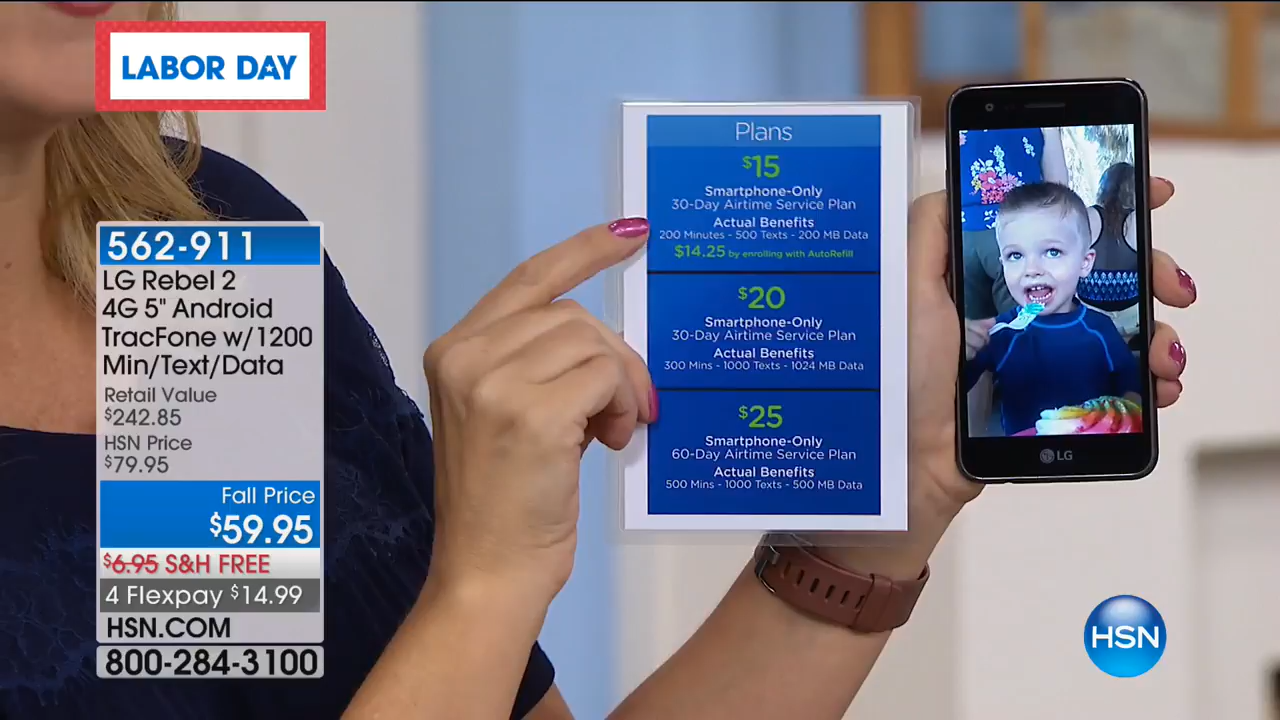 LABOR DAY
562-911
LG Rebel 2
4G 5" Android
TracFone w/1200
Min/Text/Data
Retail Value
$242.85
HSN Price
$79.95
Fall Price
$59.95
$6.95 S&H FREE
4 Flexpay $14.99
HSN.COM
800-284-3100
Plans
$15
Smartphone-Only
30-Day Airtime Service Plan
Actual Benefits
200 Minutes - 500 Texts - 200 MB Data
$14.25 by enrolling with AutoRefill
$20
Smartphone-Only
30-Day Airtime Service Plan
Actual Benefits
300 Mins - 1000 Texts - 1024 MB Data
$25
Smartphone-Only
60-Day Airtime Service Plan
Actual Benefits
500 Mins - 1000 Texts - 500 MB Data
LG
HSN